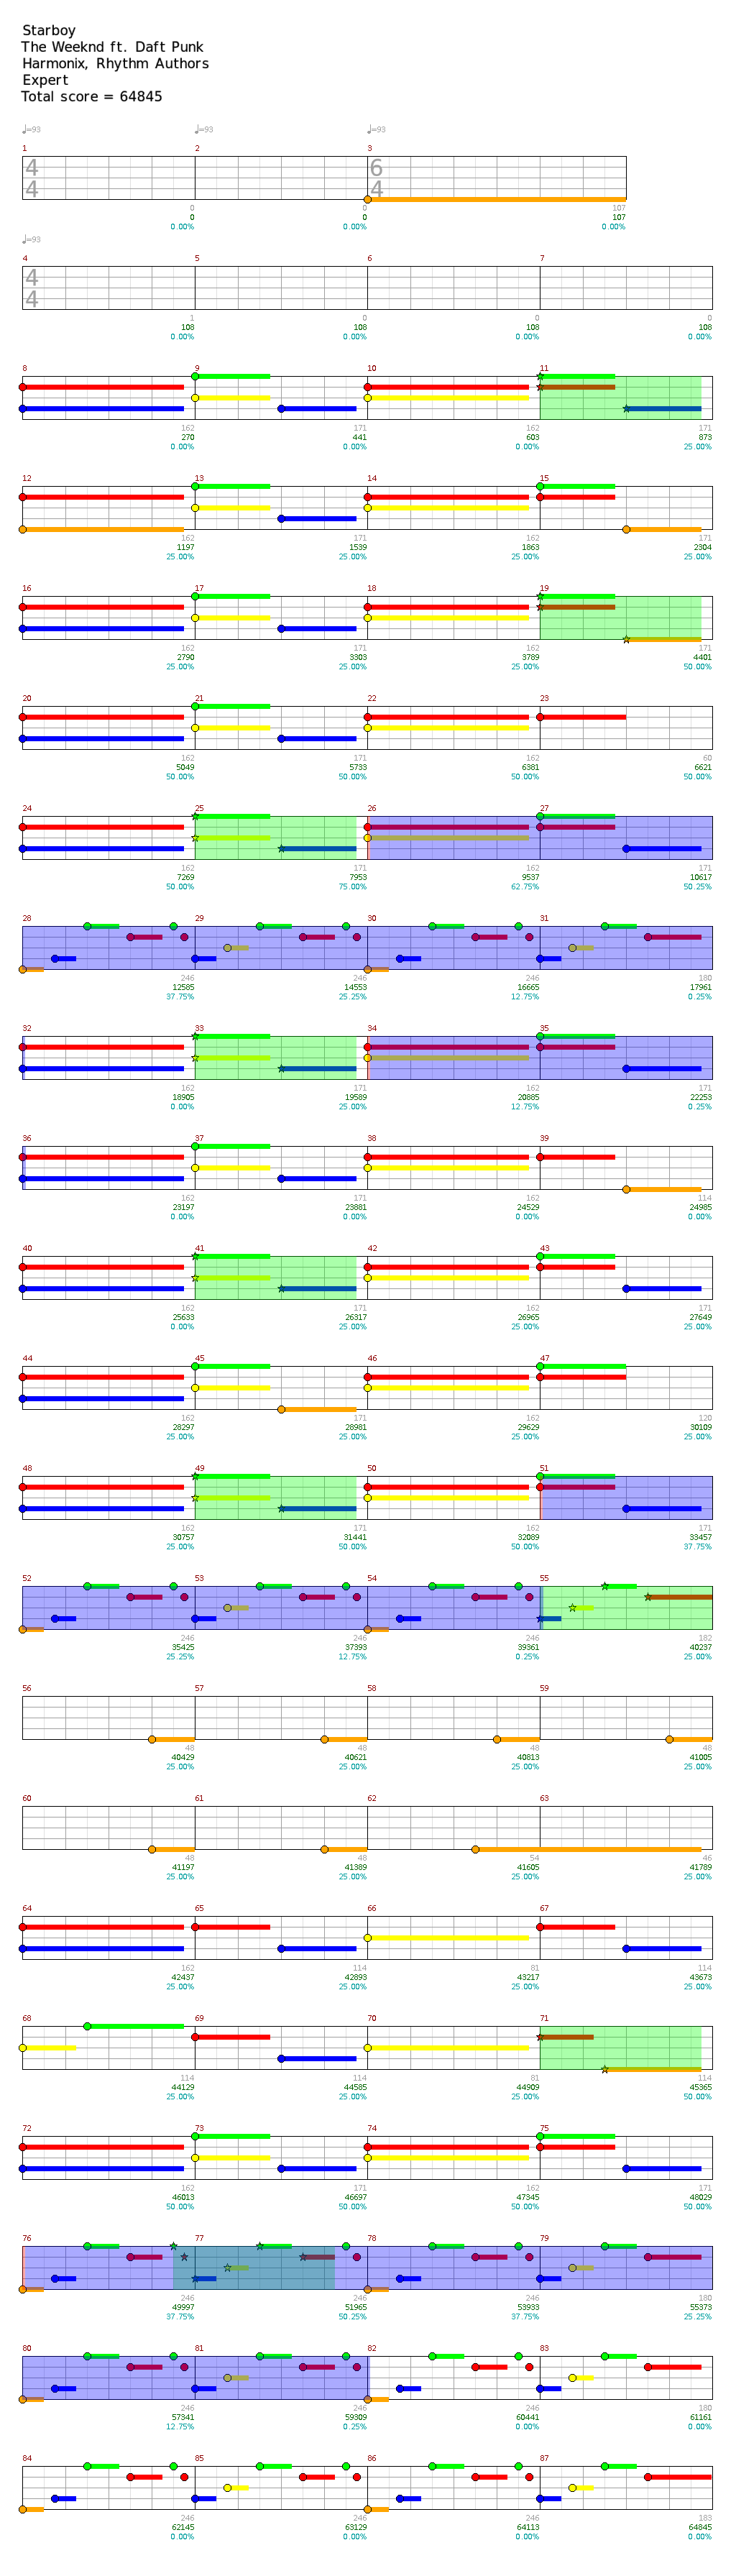 Starboy
The Weeknd ft. Daft Punk
Harmonix, Rhythm Authors
Expert
Total score = 64845
♩=93 ♩=93 ♩=93
1 2 3
4 4 6 4
0 0 107
0 0 107
0.00% 0.00% 0.00%
♩=93
4 5 6 7
4 4
1 0 0 0
108 108 108 108
0.00% 0.00% 0.00% 0.00%
8 9 10 11
162 171 162 171
270 441 603 873
0.00% 0.00% 0.00% 25.00%
12 13 14 15
162 171 162 171
1197 1539 1863 2304
25.00% 25.00% 25.00% 25.00%
16 17 18 19
162 171 162 171
2790 3303 3789 4401
25.00% 25.00% 25.00% 50.00%
20 21 22 23
162 171 162 60
5049 5733 6381 6621
50.00% 50.00% 50.00% 50.00%
24 25 26 27
162 171 162 171
7269 7953 9537 10617
50.00% 75.00% 62.75% 50.25%
28 29 30 31
246 246 246 180
12585 14553 16665 17961
37.75% 25.25% 12.75% 0.25%
32 33 34 35
162 171 162 171
18905 19589 20885 22253
0.00% 25.00% 12.75% 0.25%
36 37 38 39
162 171 162 114
23197 23881 24529 24985
0.00% 0.00% 0.00% 0.00%
40 41 42 43
162 171 162 171
25633 26317 26965 27649
0.00% 25.00% 25.00% 25.00%
44 45 46 47
162 171 162 120
28297 28981 29629 30109
25.00% 25.00% 25.00% 25.00%
48 49 50 51
162 171 162 171
30757 31441 32089 33457
25.00% 50.00% 50.00% 37.75%
52 53 54 55
246 246 246 182
35425 37393 39361 40237
25.25% 12.75% 0.25% 25.00%
56 57 58 59
48 48 48 48
40429 40621 40813 41005
25.00% 25.00% 25.00% 25.00%
60 61 62 63
48 48 54 46
41197 41389 41605 41789
25.00% 25.00% 25.00% 25.00%
64 65 66 67
162 114 81 114
42437 42893 43217 43673
25.00% 25.00% 25.00% 25.00%
68 69 70 71
114 114 81 114
44129 44585 44909 45365
25.00% 25.00% 25.00% 50.00%
72 73 74 75
162 171 162 171
46013 46697 47345 48029
50.00% 50.00% 50.00% 50.00%
76 77 78 79
246 246 246 180
49997 51965 53933 55373
37.75% 50.25% 37.75% 25.25%
80 81 82 83
246 246 246 180
57341 59309 60441 61161
12.75% 0.25% 0.00% 0.00%
84 85 86 87
246 246 246 183
62145 63129 64113 64845
0.00% 0.00% 0.00% 0.00%